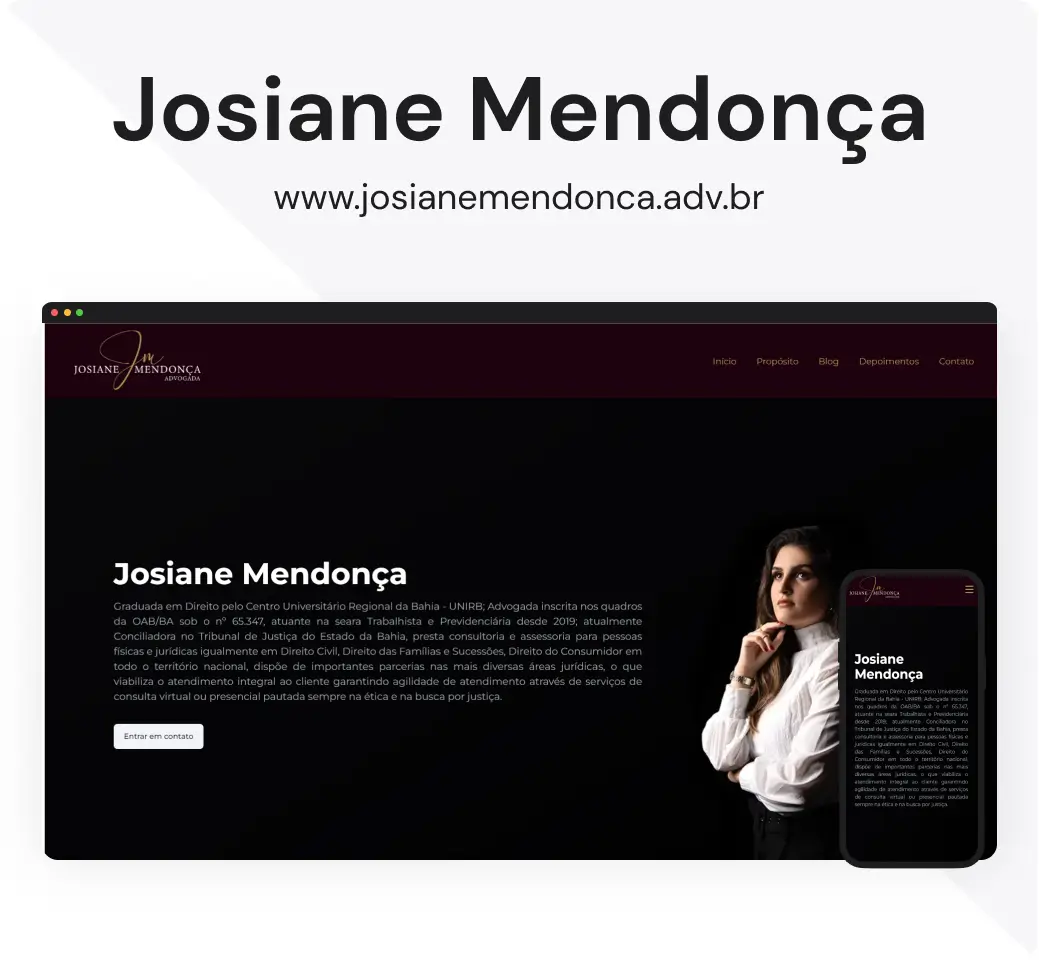 Josiane Mendonça
www.josianemendonca.adv.br
JOSIANE Jm MENDONÇA
ADVOGADA
Início Propósito Blog Depoimentos Contato
Josiane Mendonça
Graduada em Direito pelo Centro Universitário Regional da Bahia - UNIRB; Advogada inscrita nos quadros
da OAB/BA sob o nº 65.347, atuante na seara Trabalhista e Previdenciária desde 2019; atualmente
Conciliadora no Tribunal de Justiça do Estado da Bahia, presta consultoria e assessoria para pessoas
físicas e jurídicas igualmente em Direito Civil, Direito das Famílias e Sucessões, Direito do Consumidor em
todo o território nacional, dispõe de importantes parcerias nas mais diversas áreas jurídicas, o que
viabiliza o atendimento integral ao cliente garantindo agilidade de atendimento através de serviços de
consulta virtual ou presencial pautada sempre na ética e na busca por justiça.
Entrar em contato
JOSIANE Jm MENDONÇA
Josiane
Mendonça
Graduada em Direito pelo Centro Universitário
Regional da Bahia - UNIRB; Advogada inscrita
nos quadros da OAB/BA sob o nº 65.347,
atuante na seara Trabalhista e Previdenciária
desde 2019; atualmente Conciliadora no
Tribunal de Justiça do Estado da Bahia, presta
consultoria e assessoria para pessoas físicas e
jurídicas igualmente em Direito Civil, Direito
das Famílias e Sucessões, Direito do
Consumidor em todo o território nacional,
dispõe de importantes parcerias nas mais
diversas áreas jurídicas, o que viabiliza o
atendimento integral ao cliente garantindo
agilidade de atendimento através de serviços
de consulta virtual ou presencial pautada
sempre na ética e na busca por justiça.